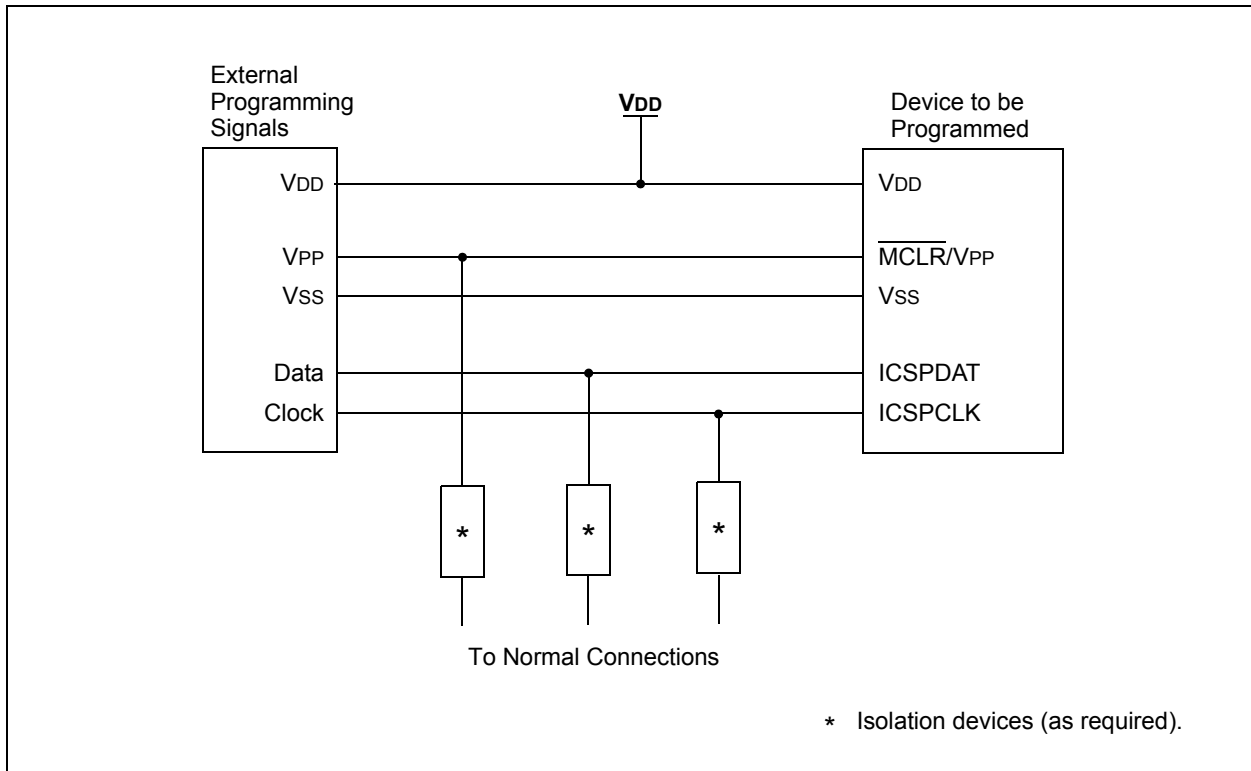 External
Programming
Signals
VDD
Device to be
Programmed
VDD
VDD
VPP
MCLR/VPP
VSS
VSS
Data
ICSPDAT
Clock
ICSPCLK
*
*
*
To Normal Connections
* Isolation devices (as required).